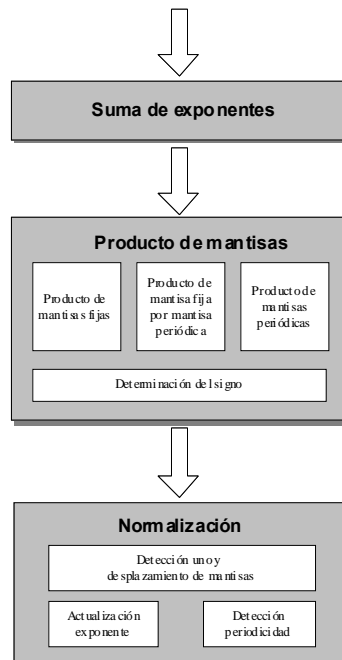 Suma de exponentes
Producto de mantisas
Producto de
mantisas fijas
Producto de
mantisa fija
por mantisa
periódica
Producto de
mantisas
periódicas
Determinación del signo
Normalización
Detección uno y
desplazamiento de mantisas
Actualización
exponente
Detección
periodicidad